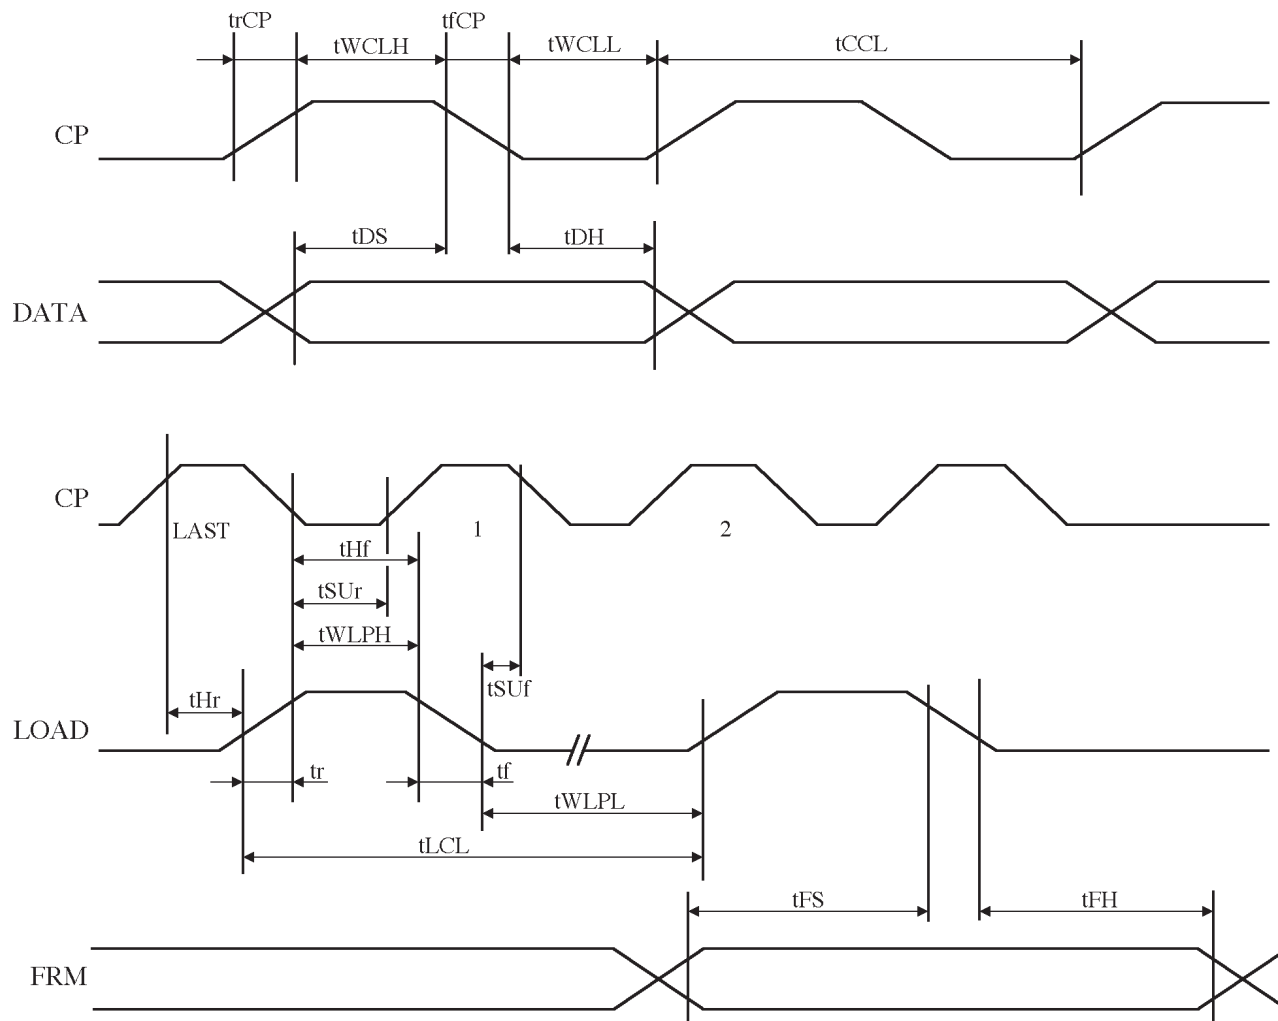 trCP
tfCP
tWCLH
tWCLL
tCCL
CP
tDS
tDH
DATA
CP
LAST
1
2
tHf
tSUr
tWLPH
tSUf
tHr
LOAD
tr
tf
tWLPL
tLCL
tFS
tFH
FRM